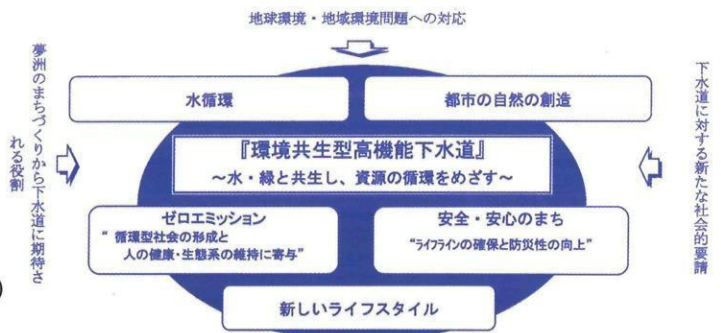 地球環境・地域環境問題への対応
夢洲のまちづくりから下水道に期待さ
れる役割
下水道に対する新たな社会的要請
水循環
都市の自然の創造
『環境共生型高機能下水道』
～水・緑と共生し、資源の循環をめざす～
ゼロエミッション
“ 循環型社会の形成と
人の健康・生態系の維持に寄与”
安全・安心のまち
“ライフラインの確保と防災性の向上”
新しいライフスタイル
)